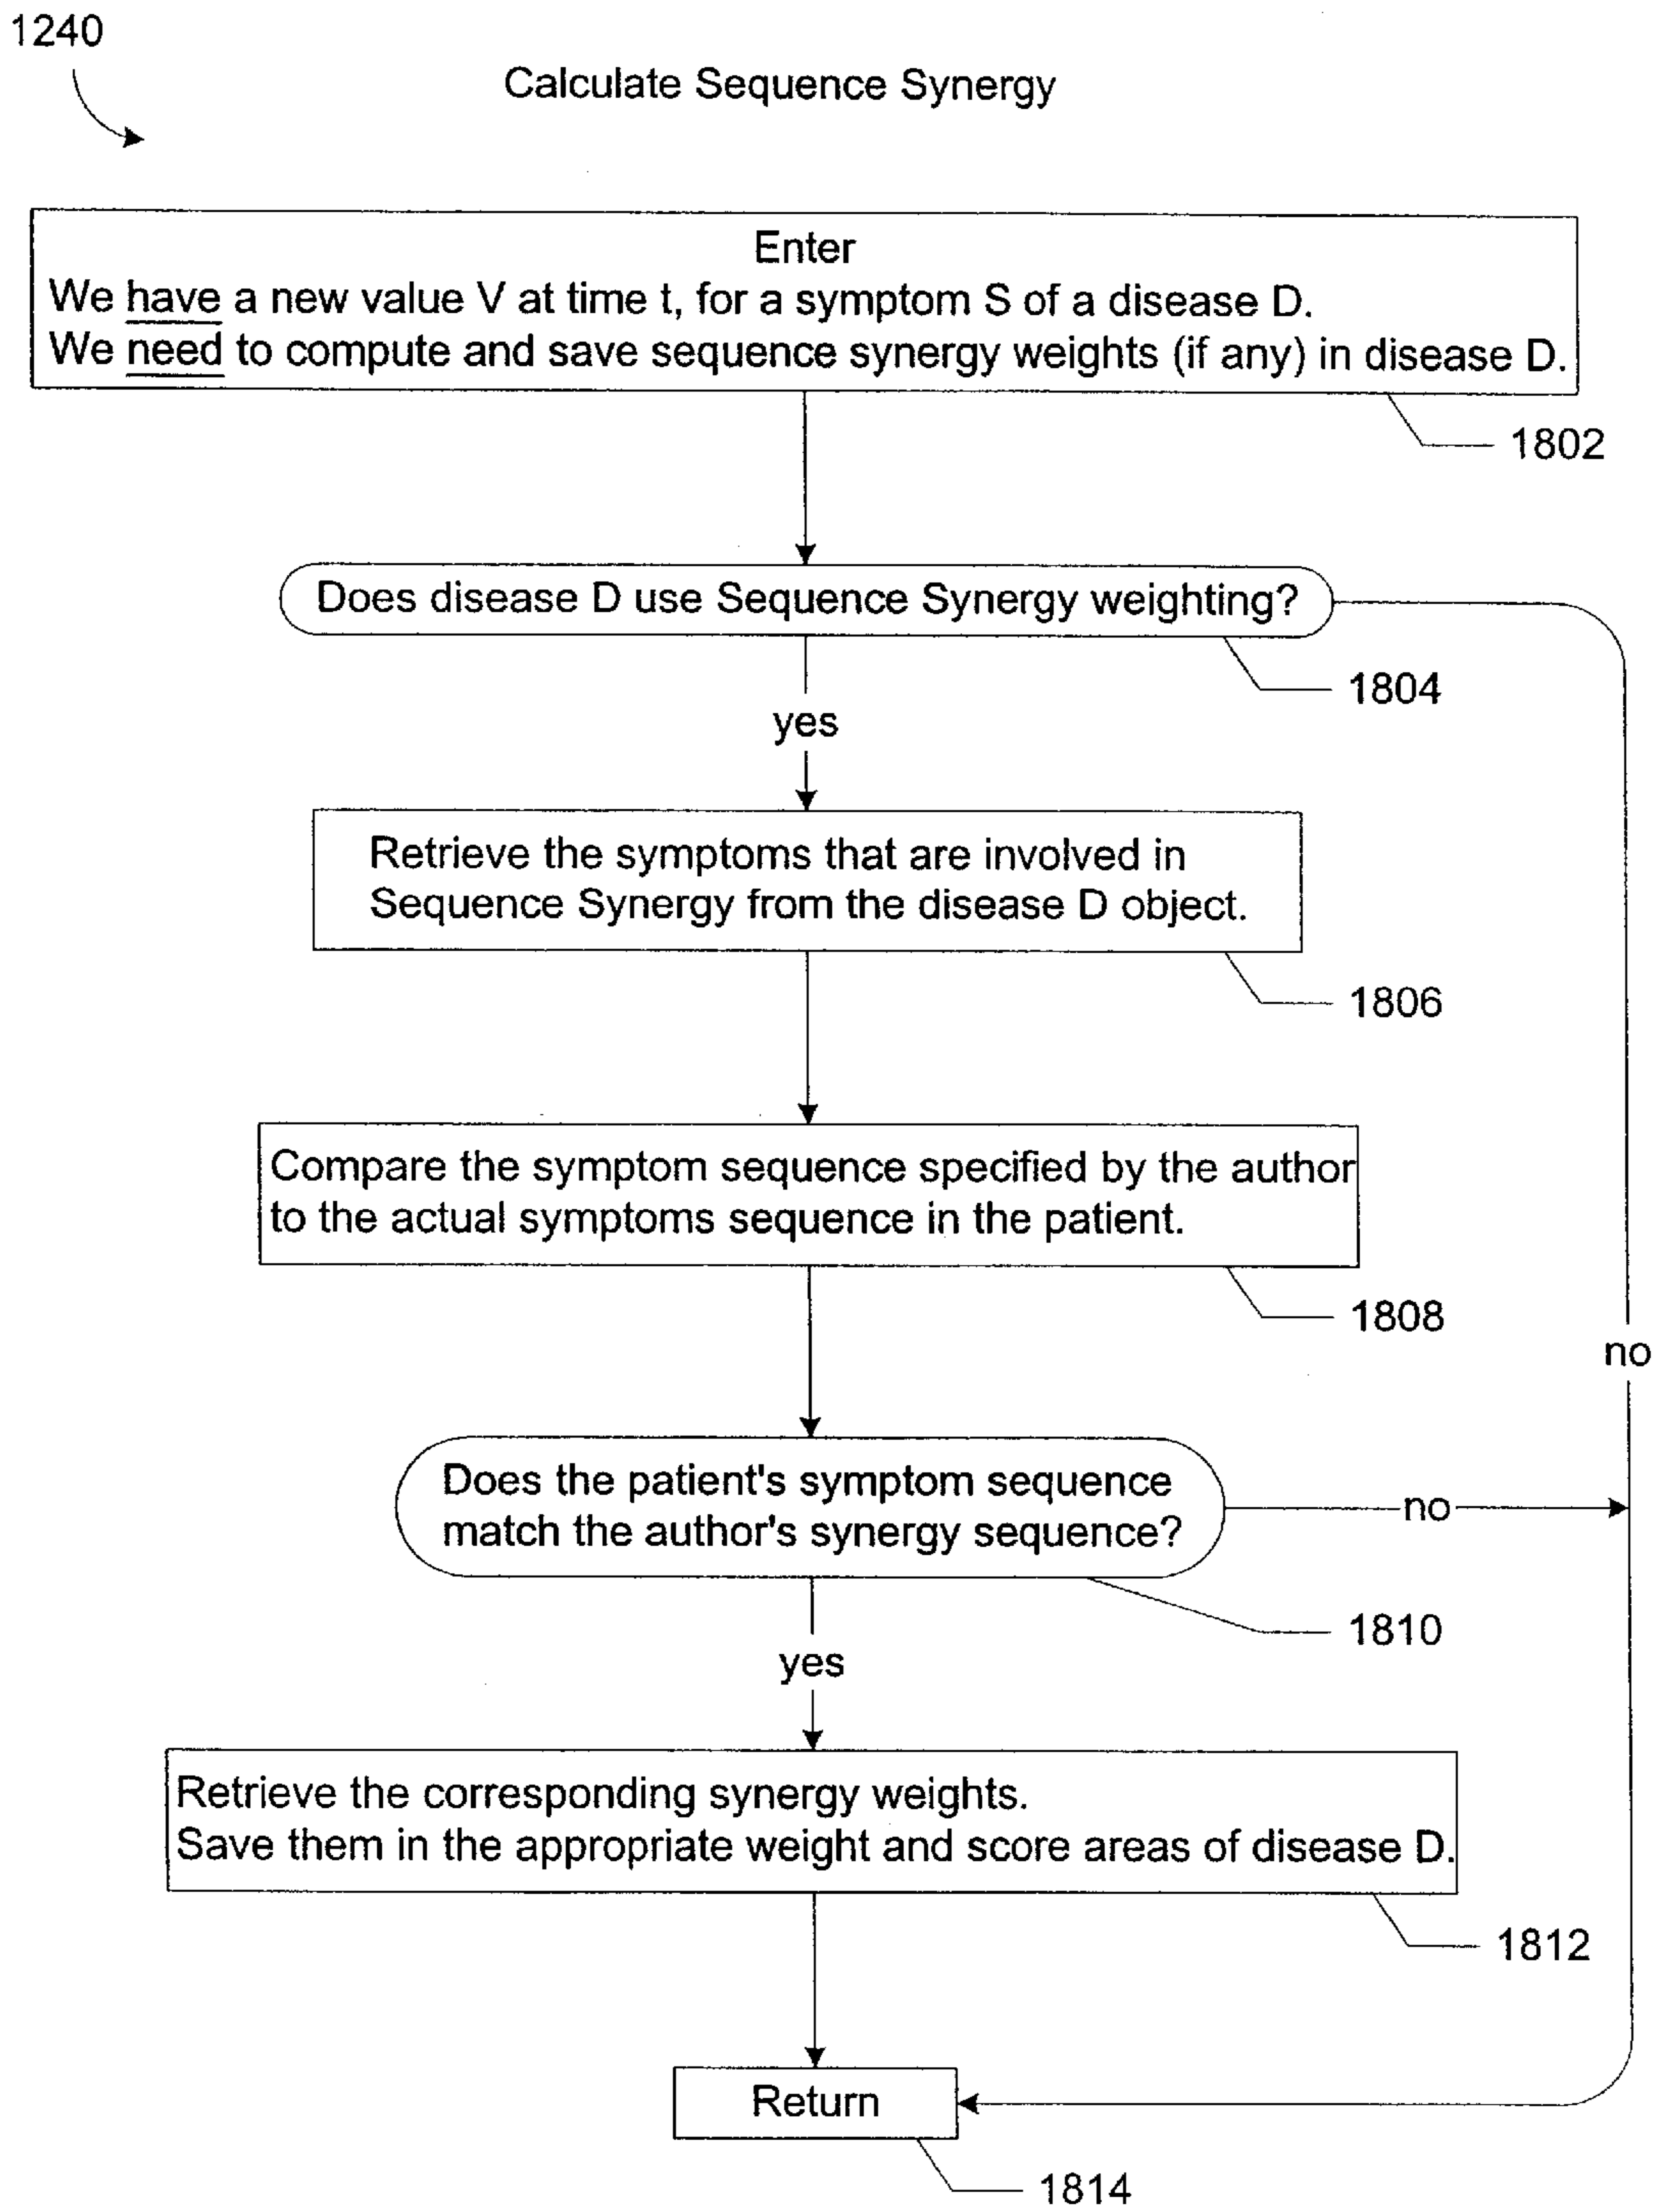 1240
Calculate Sequence Synergy
Enter
We have a new value V at time t, for a symptom S of a disease D.
We need to compute and save sequence synergy weights (if any) in disease D.
1802
Does disease D use Sequence Synergy weighting?
1804
yes
Retrieve the symptoms that are involved in
Sequence Synergy from the disease D object.
1806
Compare the symptom sequence specified by the author
to the actual symptoms sequence in the patient.
1808
no
Does the patient's symptom sequence
match the author's synergy sequence?
no
1810
yes
Retrieve the corresponding synergy weights.
Save them in the appropriate weight and score areas of disease D.
1812
Return
1814